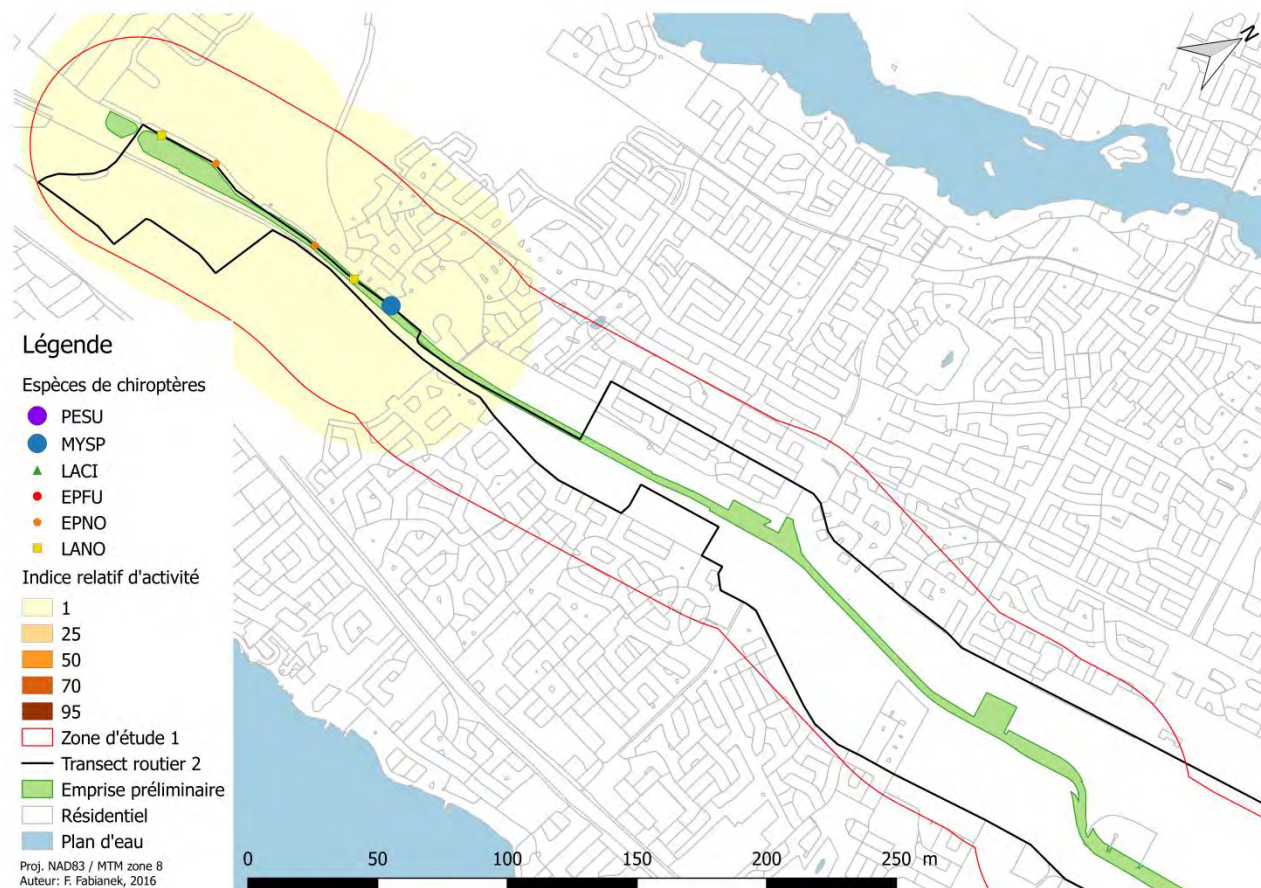 N
Légende
Espèces de chiroptères
PESU
MYSP
LACI
EPFU
EPNO
LANO
Indice relatif d'activité
1
25
50
70
95
Zone d'étude 1
Transect routier 2
Emprise préliminaire
Résidentiel
Plan d'eau
Proj. NAD83 / MTM zone 8
Auteur: F. Fabianek, 2016
0 50 100 150 200 250 m